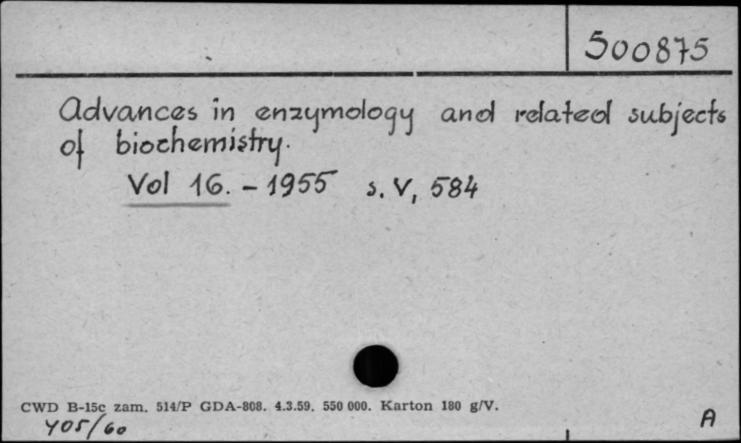 500875
Advances in enzymology and related subjects
of biochemistry.
Vol 16. - 1955 s. V, 584
CWD B-15c zam. 514/P GDA-808. 4.3.59. 550 000. Karton 180 g/V.
405/60
A